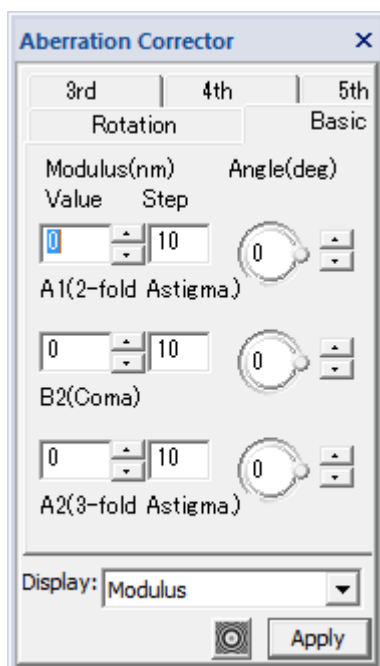 Aberration Corrector ×
3rd 4th 5th
Rotation Basic
Modulus(nm) Angle(deg)
Value Step
0 10 0
A1(2-fold Astigma.)
0 10 0
B2(Coma)
0 10 0
A2(3-fold Astigma.)
Display: Modulus
Apply